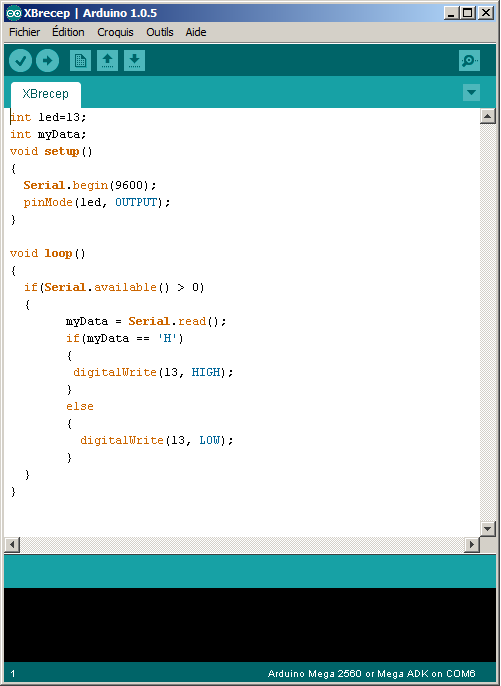 XBrecep | Arduino 1.0.5
Fichier Édition Croquis Outils Aide
XBrecep
int led=13;
int myData;
void setup()
{
  Serial.begin(9600);
  pinMode(led, OUTPUT);
}

void loop()
{
  if(Serial.available() > 0)
  {
        myData = Serial.read();
        if(myData == 'H')
        {
         digitalWrite(13, HIGH);
        }
        else
        {
          digitalWrite(13, LOW);
        }
  }
}
1 Arduino Mega 2560 or Mega ADK on COM6